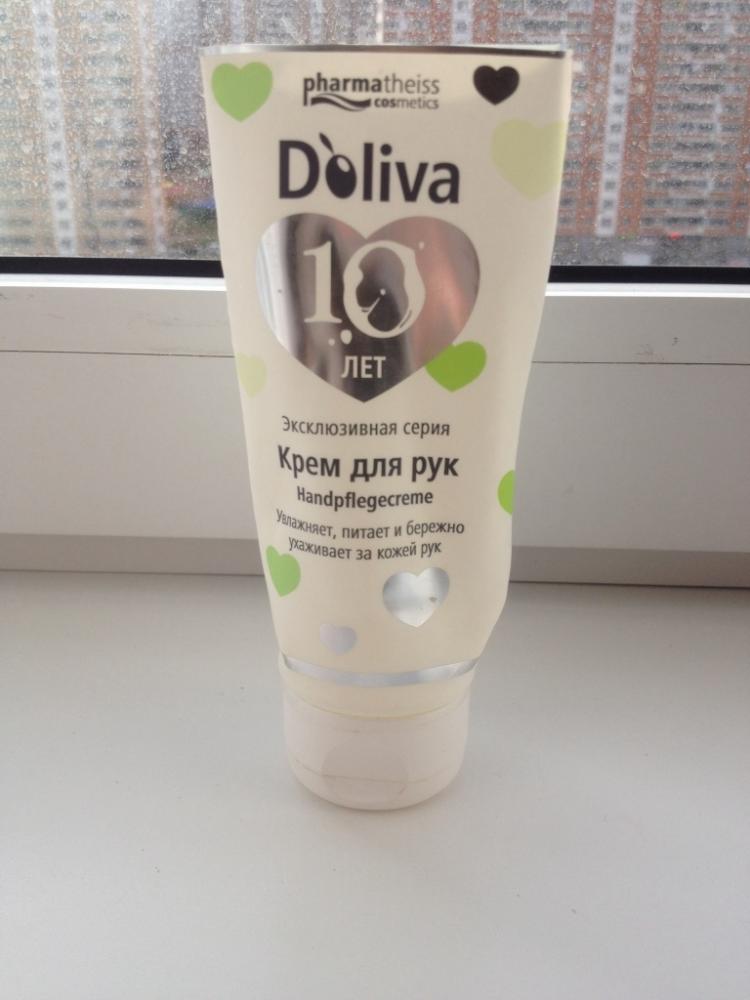 pharmatheiss
cosmetics
D'oliva
10
ЛЕТ
Эксклюзивная серия
Крем для рук
Handpflegecreme
Увлажняет, питает и бережно
ухаживает за кожей рук